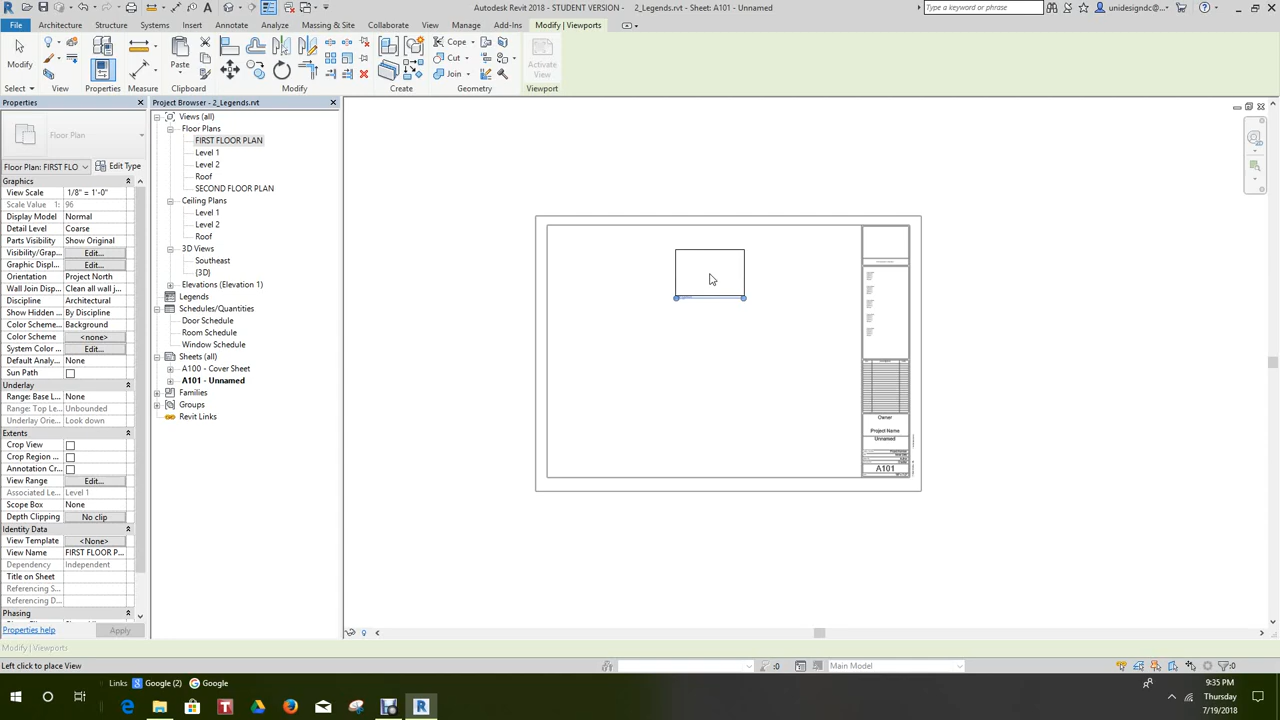 Autodesk Revit 2018 - STUDENT VERSION - 2_Legends.rvt - Sheet: A101 - Unnamed
Type a keyword or phrase
unidesigndc@...
File Architecture Structure Systems Insert Annotate Analyze Massing & Site Collaborate View Manage Add-Ins Modify | Viewports
Modify
Paste
Cope
Cut
Join
Activate
View
Select View Properties Measure Clipboard Modify Create Geometry Viewport
Properties
Floor Plan
Floor Plan: FIRST FLO Edit Type
Graphics
View Scale 1/8" = 1'-0"
Scale Value 1: 96
Display Model Normal
Detail Level Coarse
Parts Visibility Show Original
Visibility/Grap... Edit...
Graphic Displ... Edit...
Orientation Project North
Wall Join Displ... Clean all wall j...
Discipline Architectural
Show Hidden ... By Discipline
Color Scheme... Background
Color Scheme <none>
System Color ... Edit...
Default Analy... None
Sun Path
Underlay
Range: Base L... None
Range: Top Le... Unbounded
Underlay Orie... Look down
Extents
Crop View
Crop Region ...
Annotation Cr...
View Range Edit...
Associated Le... Level 1
Scope Box None
Depth Clipping No clip
Identity Data
View Template <None>
View Name FIRST FLOOR P...
Dependency Independent
Title on Sheet
Referencing S...
Referencing D...
Phasing
Properties help Apply
Project Browser - 2_Legends.rvt
Views (all)
Floor Plans
FIRST FLOOR PLAN
Level 1
Level 2
Roof
SECOND FLOOR PLAN
Ceiling Plans
Level 1
Level 2
Roof
3D Views
Southeast
{3D}
Elevations (Elevation 1)
Legends
Schedules/Quantities
Door Schedule
Room Schedule
Window Schedule
Sheets (all)
A100 - Cover Sheet
A101 - Unnamed
Families
Groups
Revit Links
Owner
Project Name
Unnamed
A101
Modify | Viewports
Left click to place View
:0
Main Model
:0
Links Google (2) Google
9:35 PM
Thursday
7/19/2018